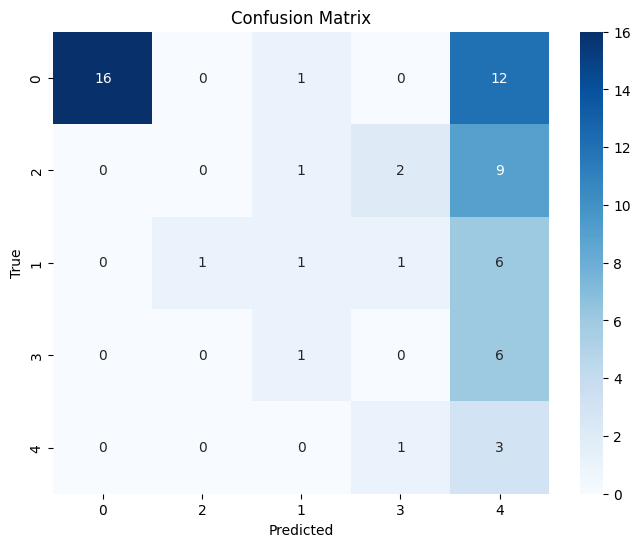 Confusion Matrix
True
0 16 0 1 0 12
2 0 0 1 2 9
1 0 1 1 1 6
3 0 0 1 0 6
4 0 0 0 1 3
0 2 1 3 4
Predicted
16
14
12
10
8
6
4
2
0